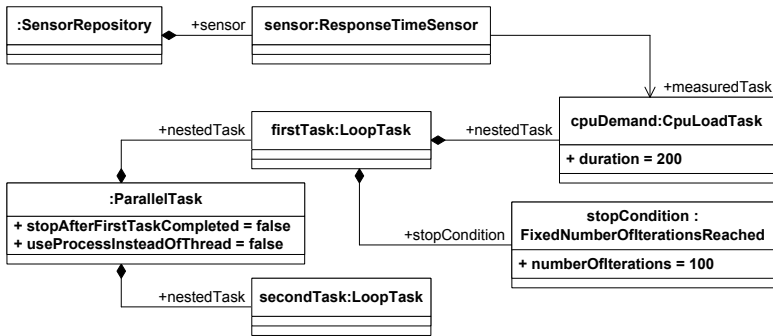 :SensorRepository
+sensor
sensor:ResponseTimeSensor
+measuredTask
+nestedTask
firstTask:LoopTask
+nestedTask
cpuDemand:CpuLoadTask
+ duration = 200
:ParallelTask
+ stopAfterFirstTaskCompleted = false
+ useProcessInsteadOfThread = false
+stopCondition
stopCondition :
FixedNumberOfIterationsReached
+ numberOfIterations = 100
+nestedTask
secondTask:LoopTask